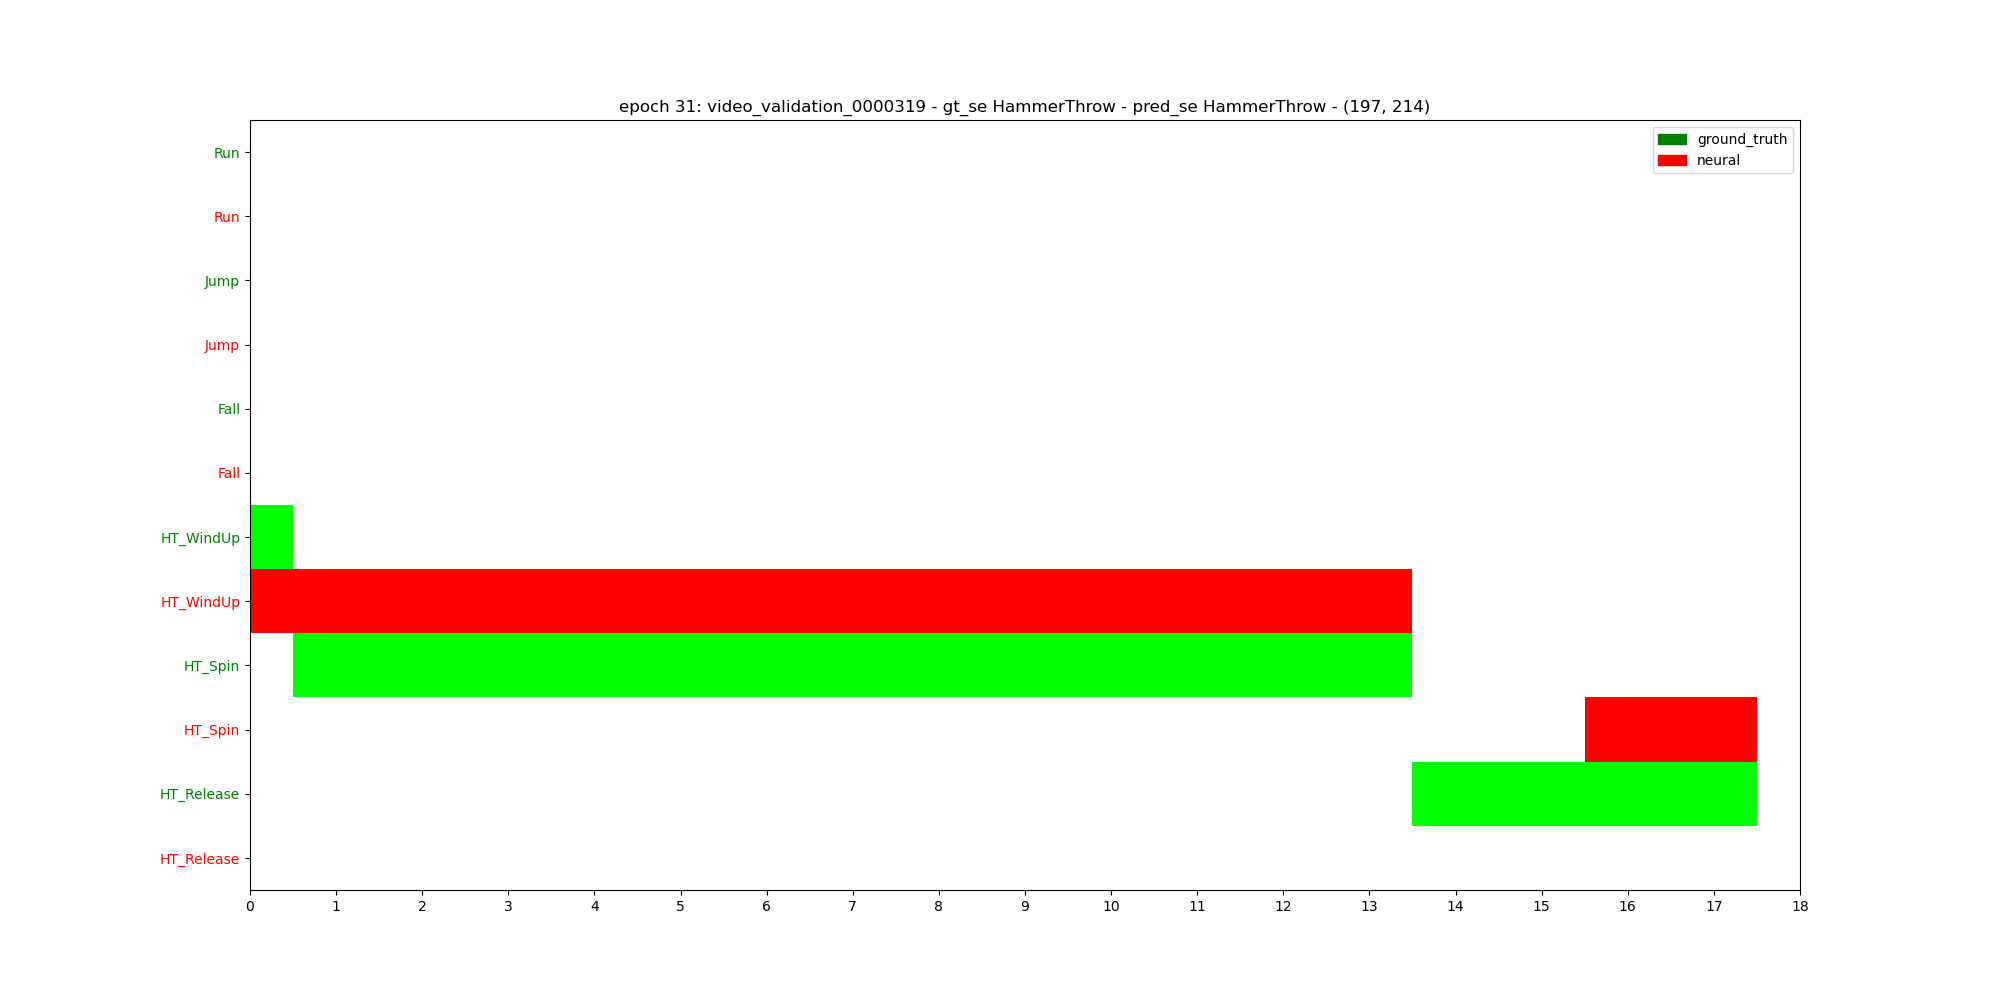 epoch 31: video_validation_0000319 - gt_se HammerThrow - pred_se HammerThrow - (197, 214)
ground_truth
neural
Run
Run
Jump
Jump
Fall
Fall
HT_WindUp
HT_WindUp
HT_Spin
HT_Spin
HT_Release
HT_Release
0 1 2 3 4 5 6 7 8 9 10 11 12 13 14 15 16 17 18